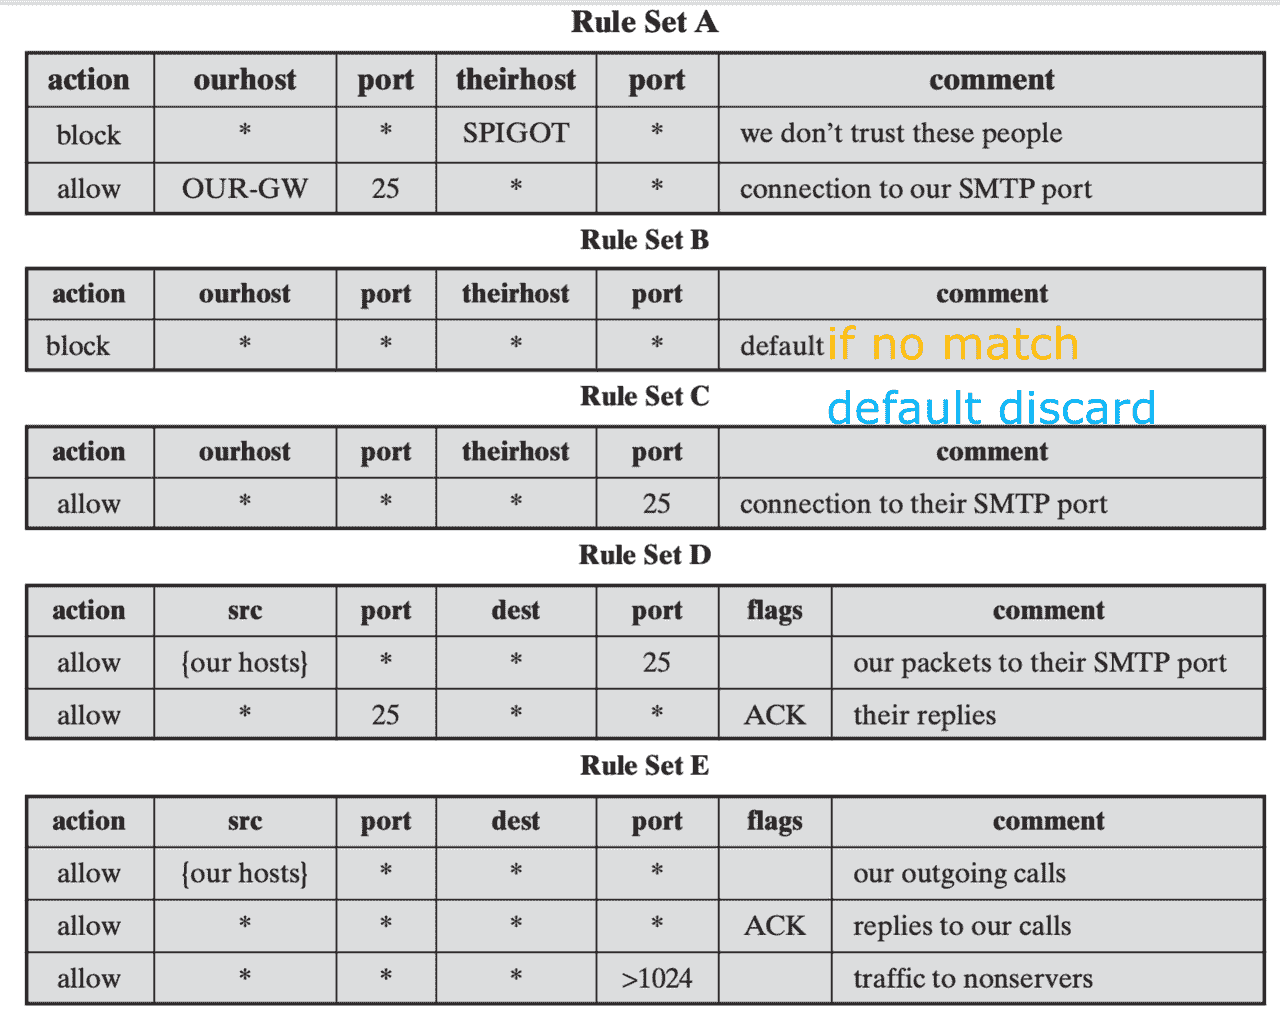 Rule Set A
action ourhost port theirhost port comment
block * * SPIGOT * we don't trust these people
allow OUR-GW 25 * * connection to our SMTP port
Rule Set B
action ourhost port theirhost port comment
block * * * * default if no match
Rule Set C
default discard
action ourhost port theirhost port comment
allow * * * 25 connection to their SMTP port
Rule Set D
action src port dest port flags comment
allow {our hosts} * * 25 our packets to their SMTP port
allow * 25 * * ACK their replies
Rule Set E
action src port dest port flags comment
allow {our hosts} * * * our outgoing calls
allow * * * * ACK replies to our calls
allow * * * >1024 traffic to nonservers